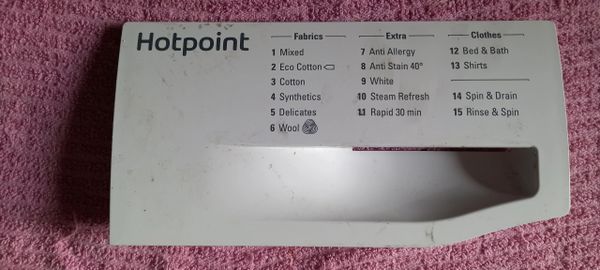 Hotpoint
Fabrics
1 Mixed
2 Eco Cotton
3 Cotton
4 Synthetics
5 Delicates
6 Wool
Extra
7 Anti Allergy
8 Anti Stain 40°
9 White
10 Steam Refresh
11 Rapid 30 min
Clothes
12 Bed & Bath
13 Shirts
14 Spin & Drain
15 Rinse & Spin